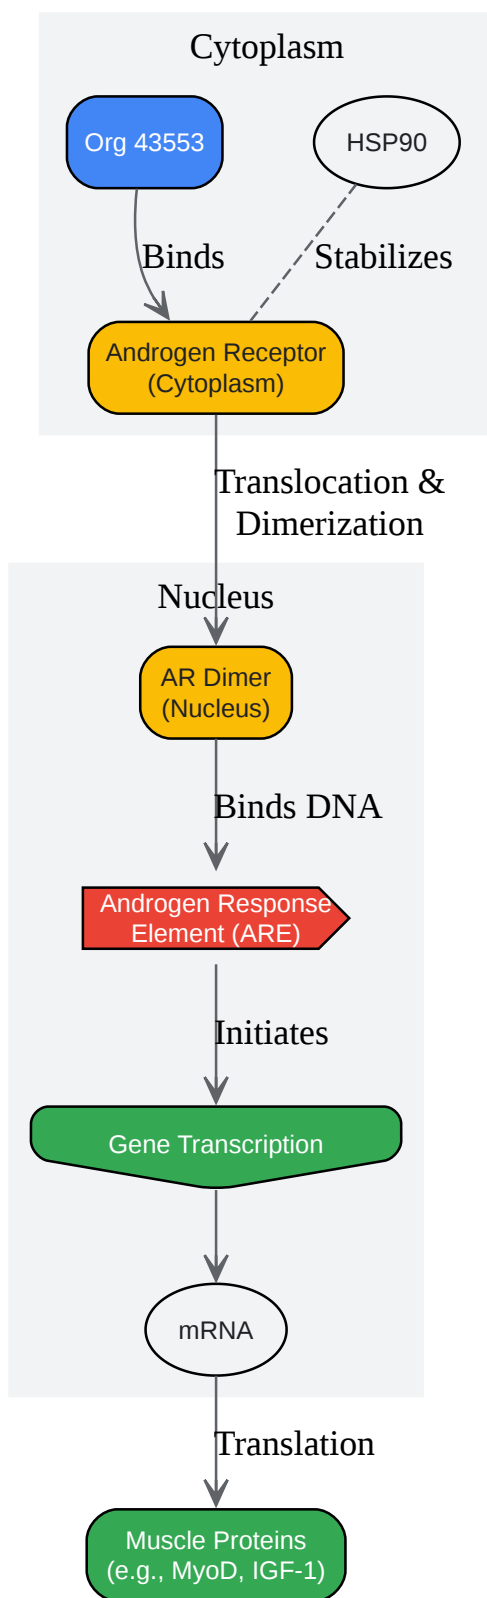 Cytoplasm
Org 43553
HSP90
Binds
Stabilizes
Androgen Receptor
(Cytoplasm)
Translocation &
Dimerization
Nucleus
AR Dimer
(Nucleus)
Binds DNA
Androgen Response
Element (ARE)
Initiates
Gene Transcription
mRNA
Translation
Muscle Proteins
(e.g., MyoD, IGF-1)